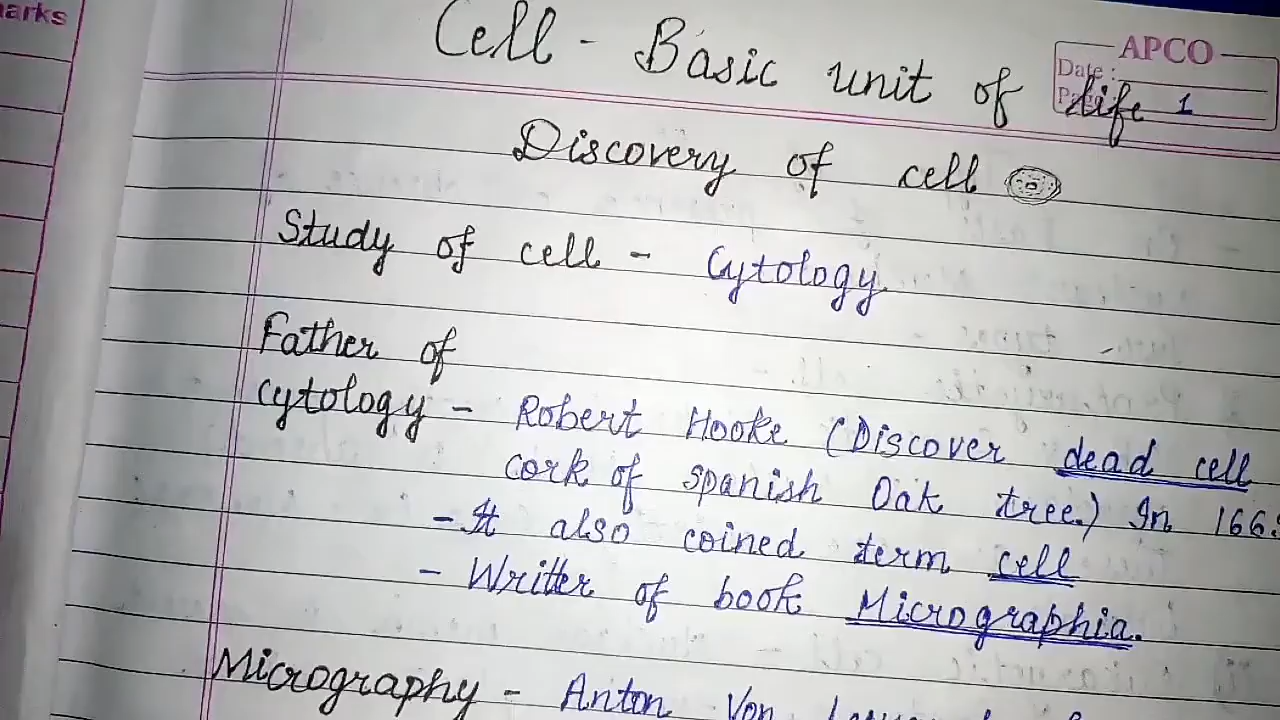 arks
Cell - Basic unit of life
APCO
Date :
1
Discovery of cell
Study of cell - Cytology
Father of
Cytology - Robert Hooke (Discover dead cell
cork of spanish Oak tree.) In 166
- It also coined term cell
- Writter of book Micrographia.
Micrography - Anton Von